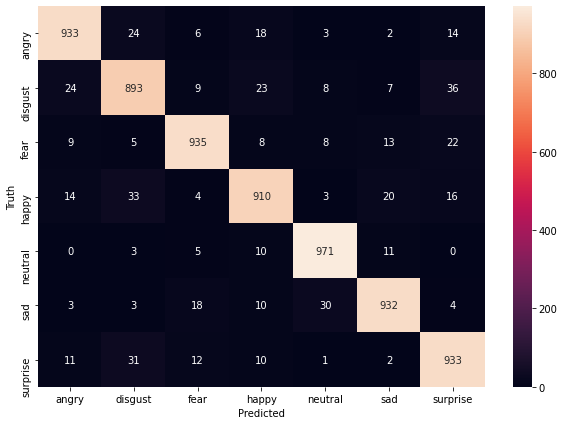 angry 933 24 6 18 3 2 14
disgust 24 893 9 23 8 7 36
fear 9 5 935 8 8 13 22
happy 14 33 4 910 3 20 16
neutral 0 3 5 10 971 11 0
sad 3 3 18 10 30 932 4
surprise 11 31 12 10 1 2 933
angry disgust fear happy neutral sad surprise
Predicted
Truth
800
600
400
200
0